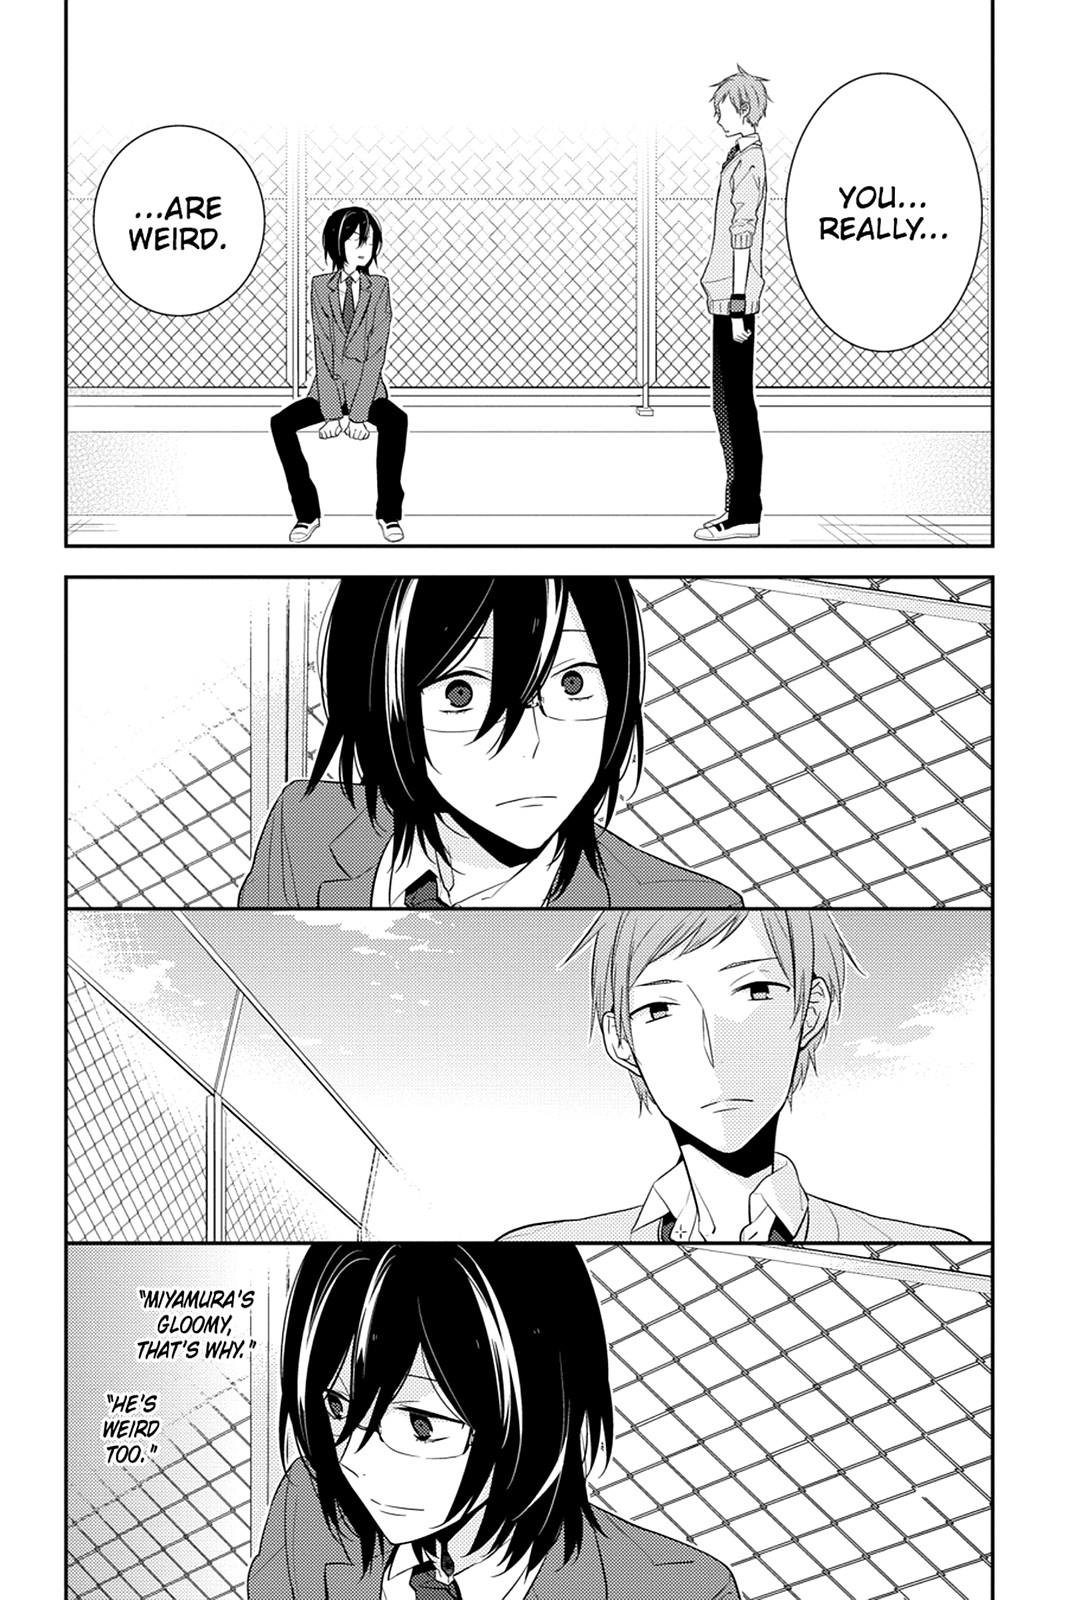 YOU...
REALLY...
...ARE
WEIRD.
"MIYAMURA'S
GLOOMY,
THAT'S WHY."
"HE'S
WEIRD
TOO."